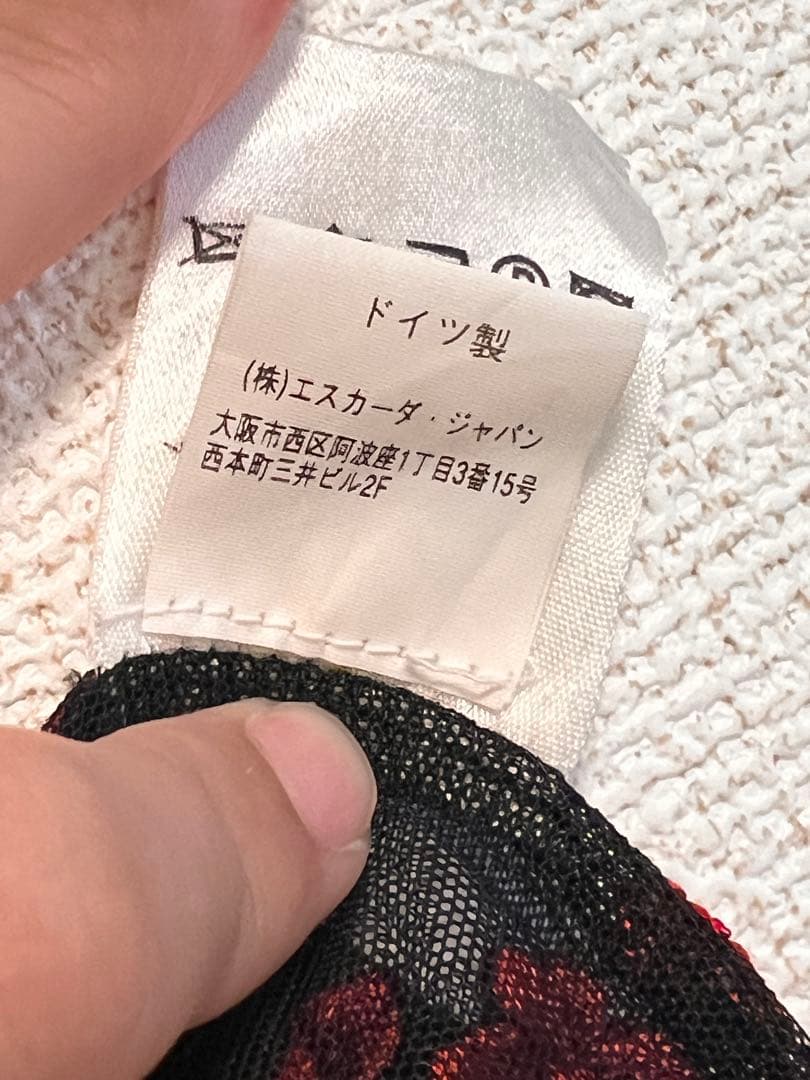 ドイツ製
(株)エスカーダ・ジャパン
大阪市西区阿波座1丁目3番15号
西本町三井ビル2F